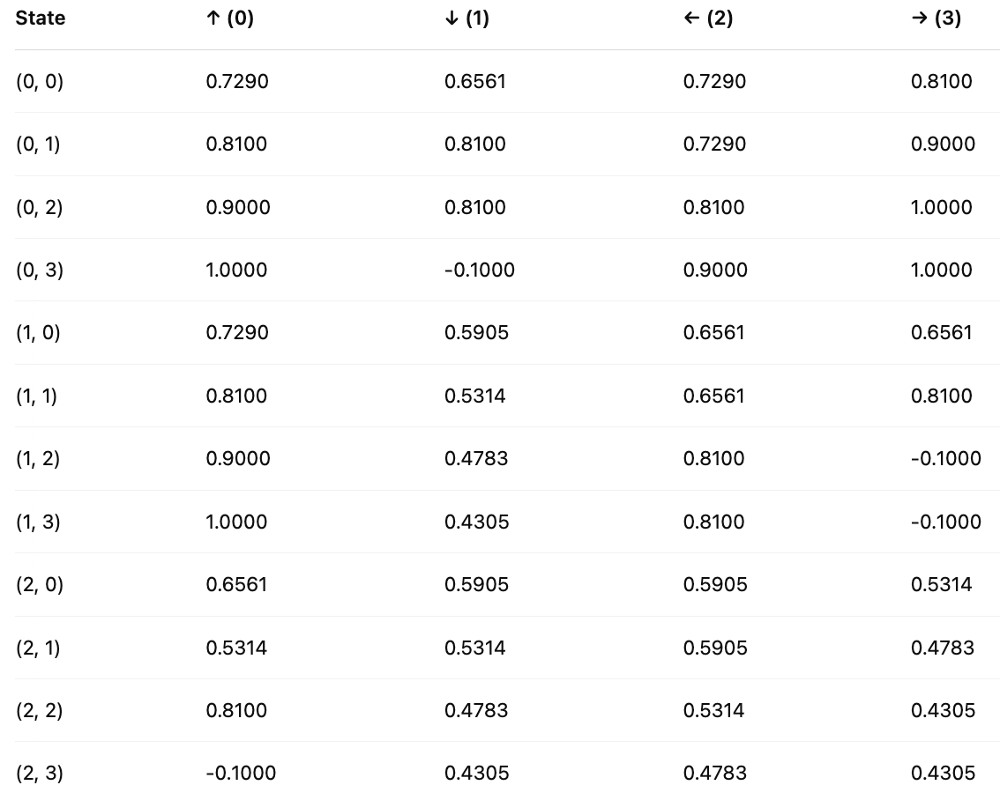 State ↑ (0) ↓ (1) ← (2) → (3)
(0, 0) 0.7290 0.6561 0.7290 0.8100
(0, 1) 0.8100 0.8100 0.7290 0.9000
(0, 2) 0.9000 0.8100 0.8100 1.0000
(0, 3) 1.0000 -0.1000 0.9000 1.0000
(1, 0) 0.7290 0.5905 0.6561 0.6561
(1, 1) 0.8100 0.5314 0.6561 0.8100
(1, 2) 0.9000 0.4783 0.8100 -0.1000
(1, 3) 1.0000 0.4305 0.8100 -0.1000
(2, 0) 0.6561 0.5905 0.5905 0.5314
(2, 1) 0.5314 0.5314 0.5905 0.4783
(2, 2) 0.8100 0.4783 0.5314 0.4305
(2, 3) -0.1000 0.4305 0.4783 0.4305